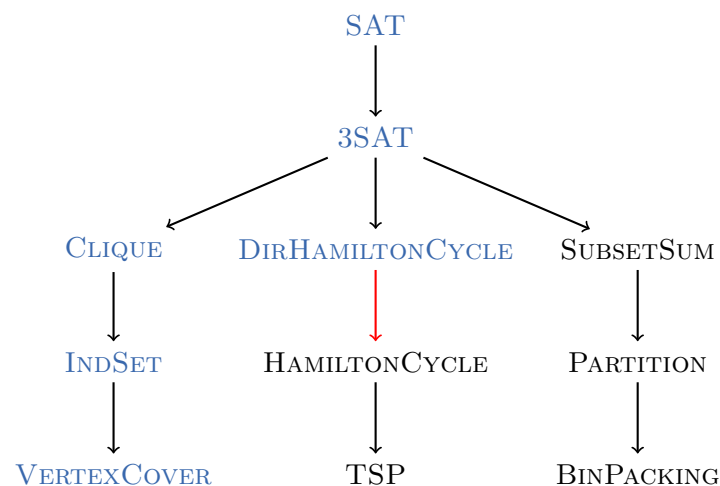 SAT
3SAT
CLIQUE DIRHAMILTONCYCLE SUBSETSUM
INDSET HAMILTONCYCLE PARTITION
VERTEXCOVER TSP BINPACKING